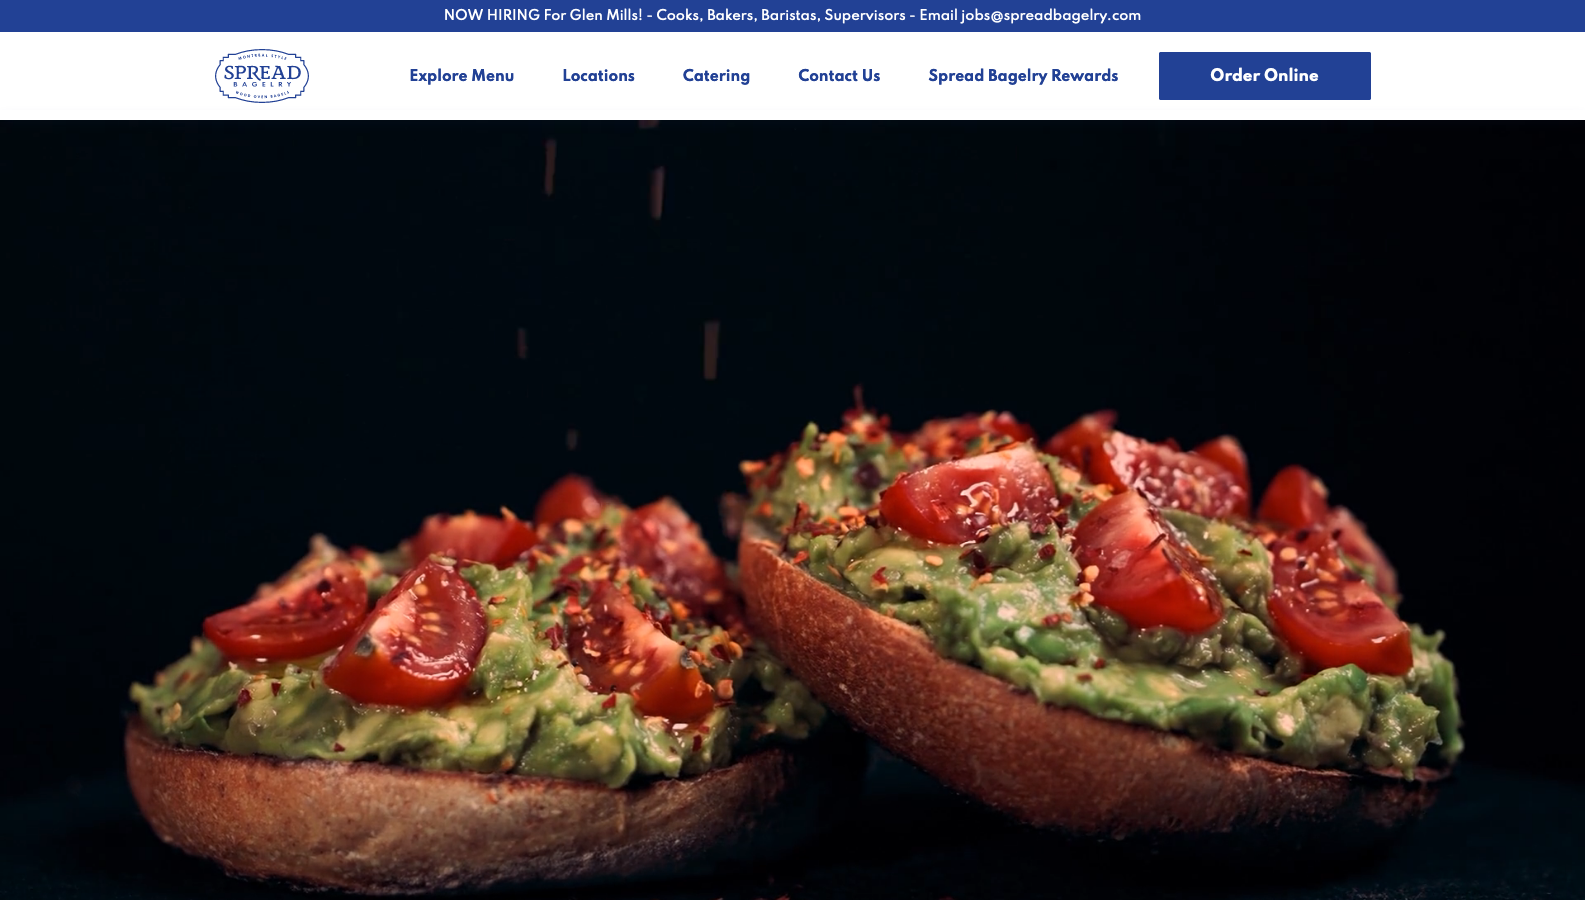 NOW HIRING For Glen Mills! - Cooks, Bakers, Baristas, Supervisors - Email jobs@spreadbagelry.com
MONTREAL STYLE
SPREAD
BAGELRY
WOOD OVEN BAGELS
Explore Menu
Locations
Catering
Contact Us
Spread Bagelry Rewards
Order Online